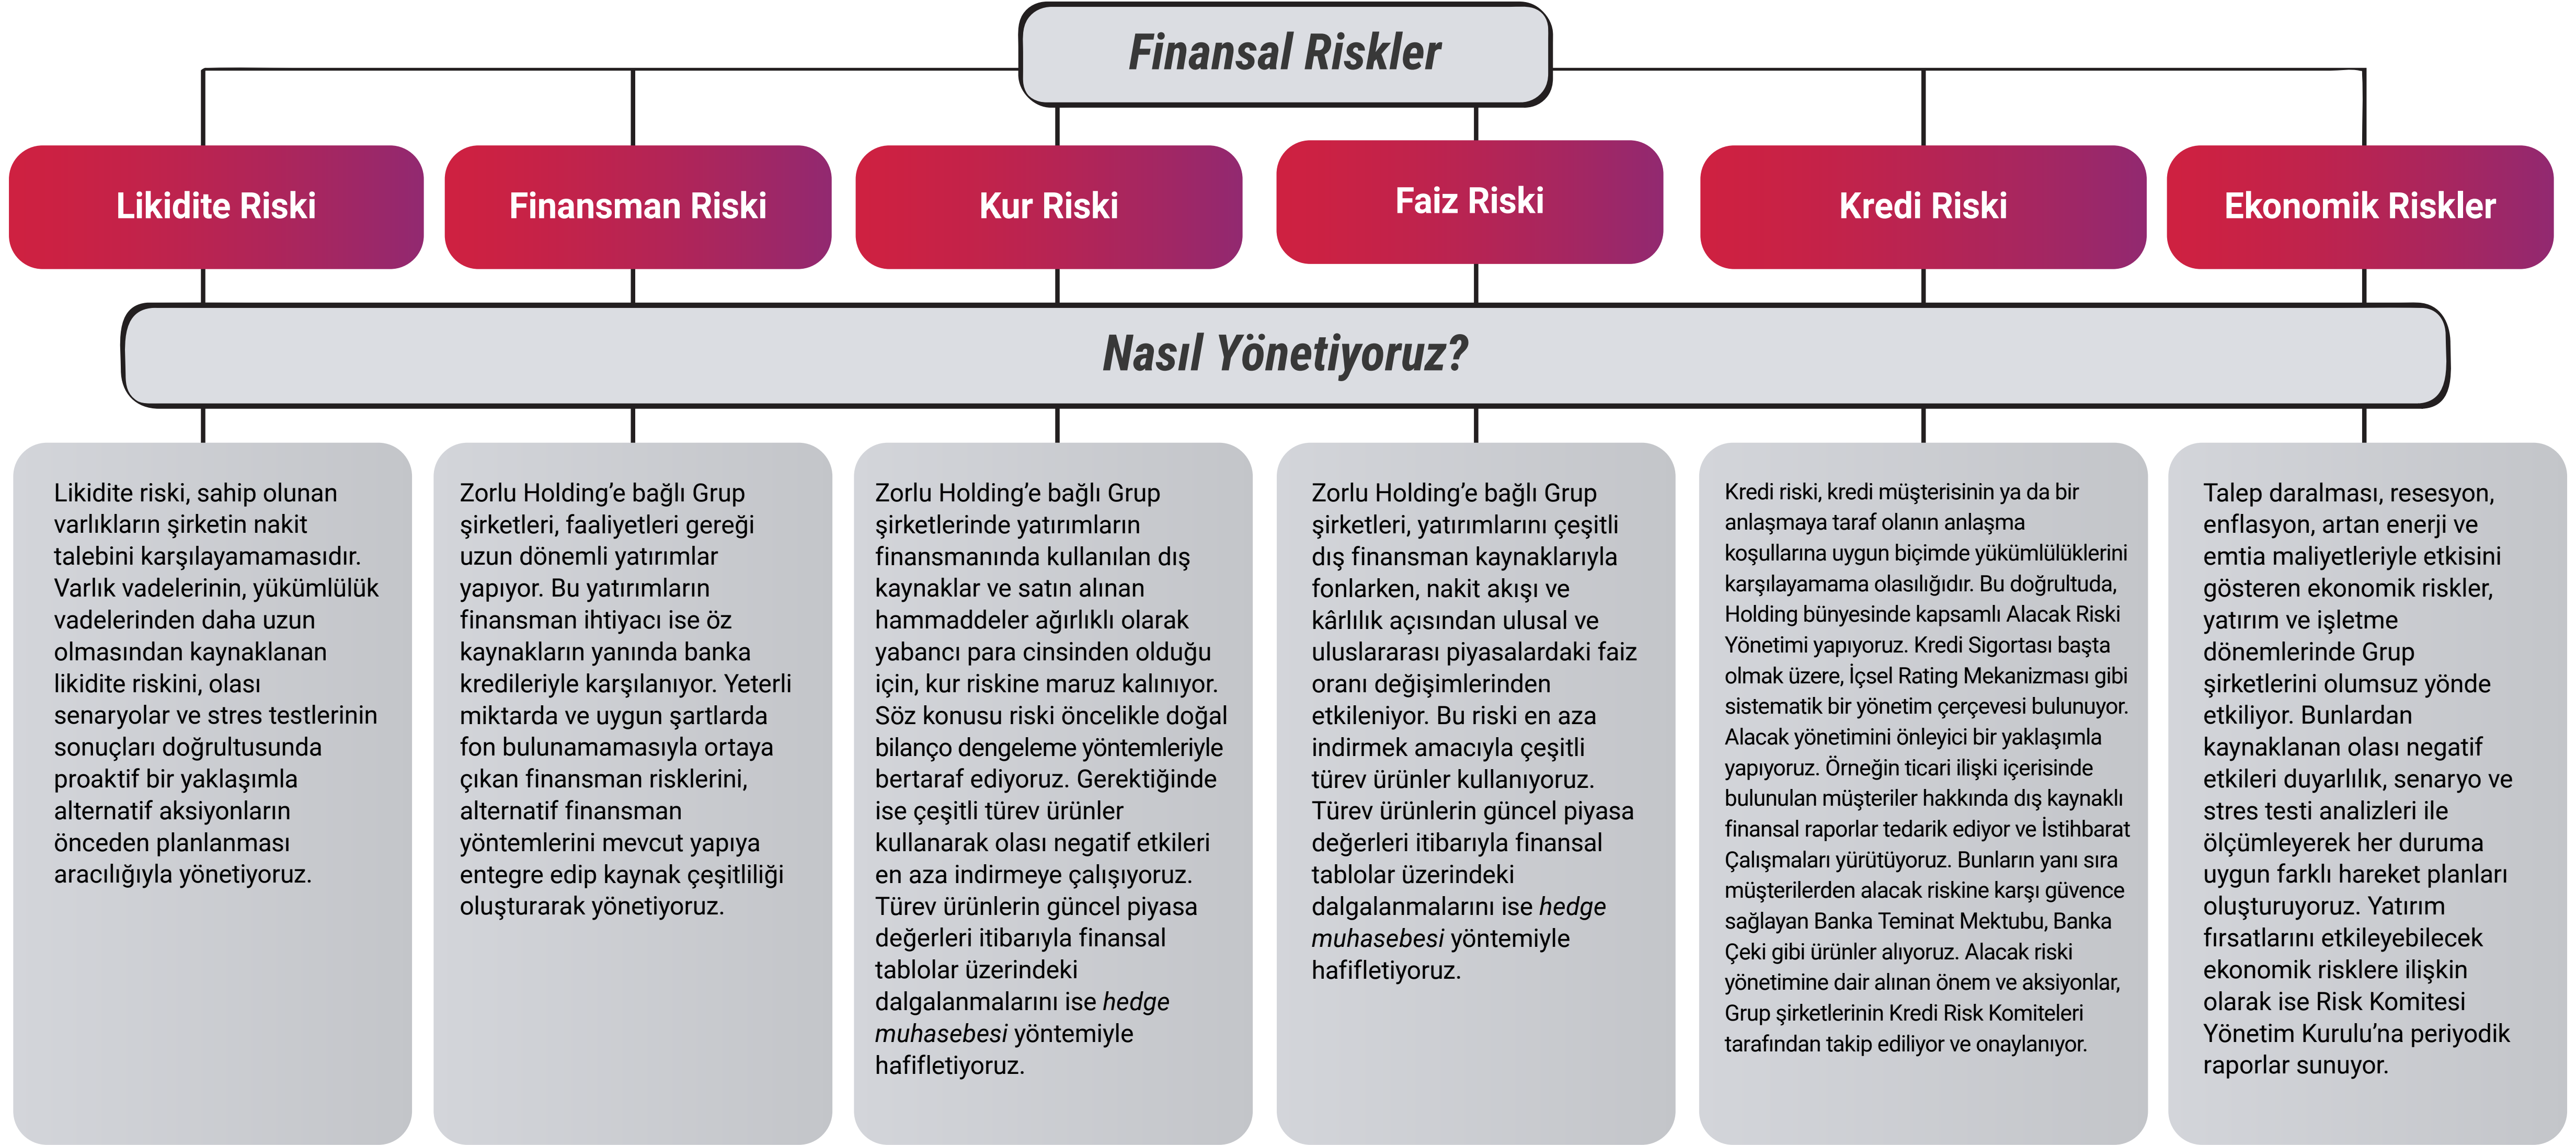 Finansal Riskler
Likidite Riski
Finansman Riski
Kur Riski
Faiz Riski
Kredi Riski
Ekonomik Riskler
Nasıl Yönetiyoruz?
Likidite riski, sahip olunan
varlıkların şirketin nakit
talebini karşılayamamasıdır.
Varlık vadelerinin, yükümlülük
vadelerinden daha uzun
olmasından kaynaklanan
likidite riskini, olası
senaryolar ve stres testlerinin
sonuçları doğrultusunda
proaktif bir yaklaşımla
alternatif aksiyonların
önceden planlanması
aracılığıyla yönetiyoruz.
Zorlu Holding’e bağlı Grup
şirketleri, faaliyetleri gereği
uzun dönemli yatırımlar
yapıyor. Bu yatırımların
finansman ihtiyacı ise öz
kaynakların yanında banka
kredileriyle karşılanıyor. Yeterli
miktarda ve uygun şartlarda
fon bulunamamasıyla ortaya
çıkan finansman risklerini,
alternatif finansman
yöntemlerini mevcut yapıya
entegre edip kaynak çeşitliliği
oluşturarak yönetiyoruz.
Zorlu Holding’e bağlı Grup
şirketlerinde yatırımların
finansmanında kullanılan dış
kaynaklar ve satın alınan
hammaddeler ağırlıklı olarak
yabancı para cinsinden olduğu
için, kur riskine maruz kalınıyor.
Söz konusu riski öncelikle doğal
bilanço dengeleme yöntemleriyle
bertaraf ediyoruz. Gerektiğinde
ise çeşitli türev ürünler
kullanarak olası negatif etkileri
en aza indirmeye çalışıyoruz.
Türev ürünlerin güncel piyasa
değerleri itibarıyla finansal
tablolar üzerindeki
dalgalanmalarını ise hedge
muhasebesi yöntemiyle
hafifletiyoruz.
Zorlu Holding’e bağlı Grup
şirketleri, yatırımlarını çeşitli
dış finansman kaynaklarıyla
fonlarken, nakit akışı ve
kârlılık açısından ulusal ve
uluslararası piyasalardaki faiz
oranı değişimlerinden
etkileniyor. Bu riski en aza
indirmek amacıyla çeşitli
türev ürünler kullanıyoruz.
Türev ürünlerin güncel piyasa
değerleri itibarıyla finansal
tablolar üzerindeki
dalgalanmalarını ise hedge
muhasebesi yöntemiyle
hafifletiyoruz.
Kredi riski, kredi müşterisinin ya da bir
anlaşmaya taraf olanın anlaşma
koşullarına uygun biçimde yükümlülüklerini
karşılayamama olasılığıdır. Bu doğrultuda,
Holding bünyesinde kapsamlı Alacak Riski
Yönetimi yapıyoruz. Kredi Sigortası başta
olmak üzere, İçsel Rating Mekanizması gibi
sistematik bir yönetim çerçevesi bulunuyor.
Alacak yönetimini önleyici bir yaklaşımla
yapıyoruz. Örneğin ticari ilişki içerisinde
bulunulan müşteriler hakkında dış kaynaklı
finansal raporlar tedarik ediyor ve İstihbarat
Çalışmaları yürütüyoruz. Bunların yanı sıra
müşterilerden alacak riskine karşı güvence
sağlayan Banka Teminat Mektubu, Banka
Çeki gibi ürünler alıyoruz. Alacak riski
yönetimine dair alınan önem ve aksiyonlar,
Grup şirketlerinin Kredi Risk Komiteleri
tarafından takip ediliyor ve onaylanıyor.
Talep daralması, resesyon,
enflasyon, artan enerji ve
emtia maliyetleriyle etkisini
gösteren ekonomik riskler,
yatırım ve işletme
dönemlerinde Grup
şirketlerini olumsuz yönde
etkiliyor. Bunlardan
kaynaklanan olası negatif
etkileri duyarlılık, senaryo ve
stres testi analizleri ile
ölçümleyerek her duruma
uygun farklı hareket planları
oluşturuyoruz. Yatırım
fırsatlarını etkileyebilecek
ekonomik risklere ilişkin
olarak ise Risk Komitesi
Yönetim Kurulu’na periyodik
raporlar sunuyor.